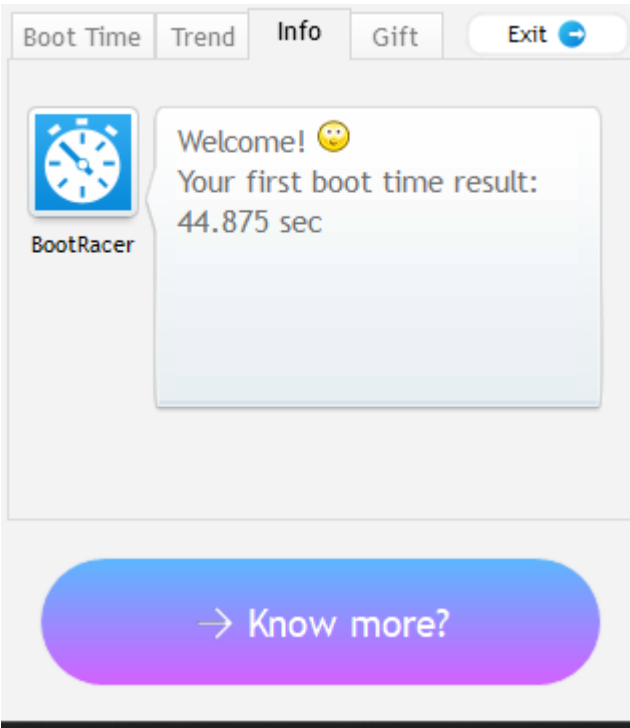 Boot Time Trend Info Gift Exit
Welcome!
Your first boot time result:
44.875 sec
BootRacer
→ Know more?